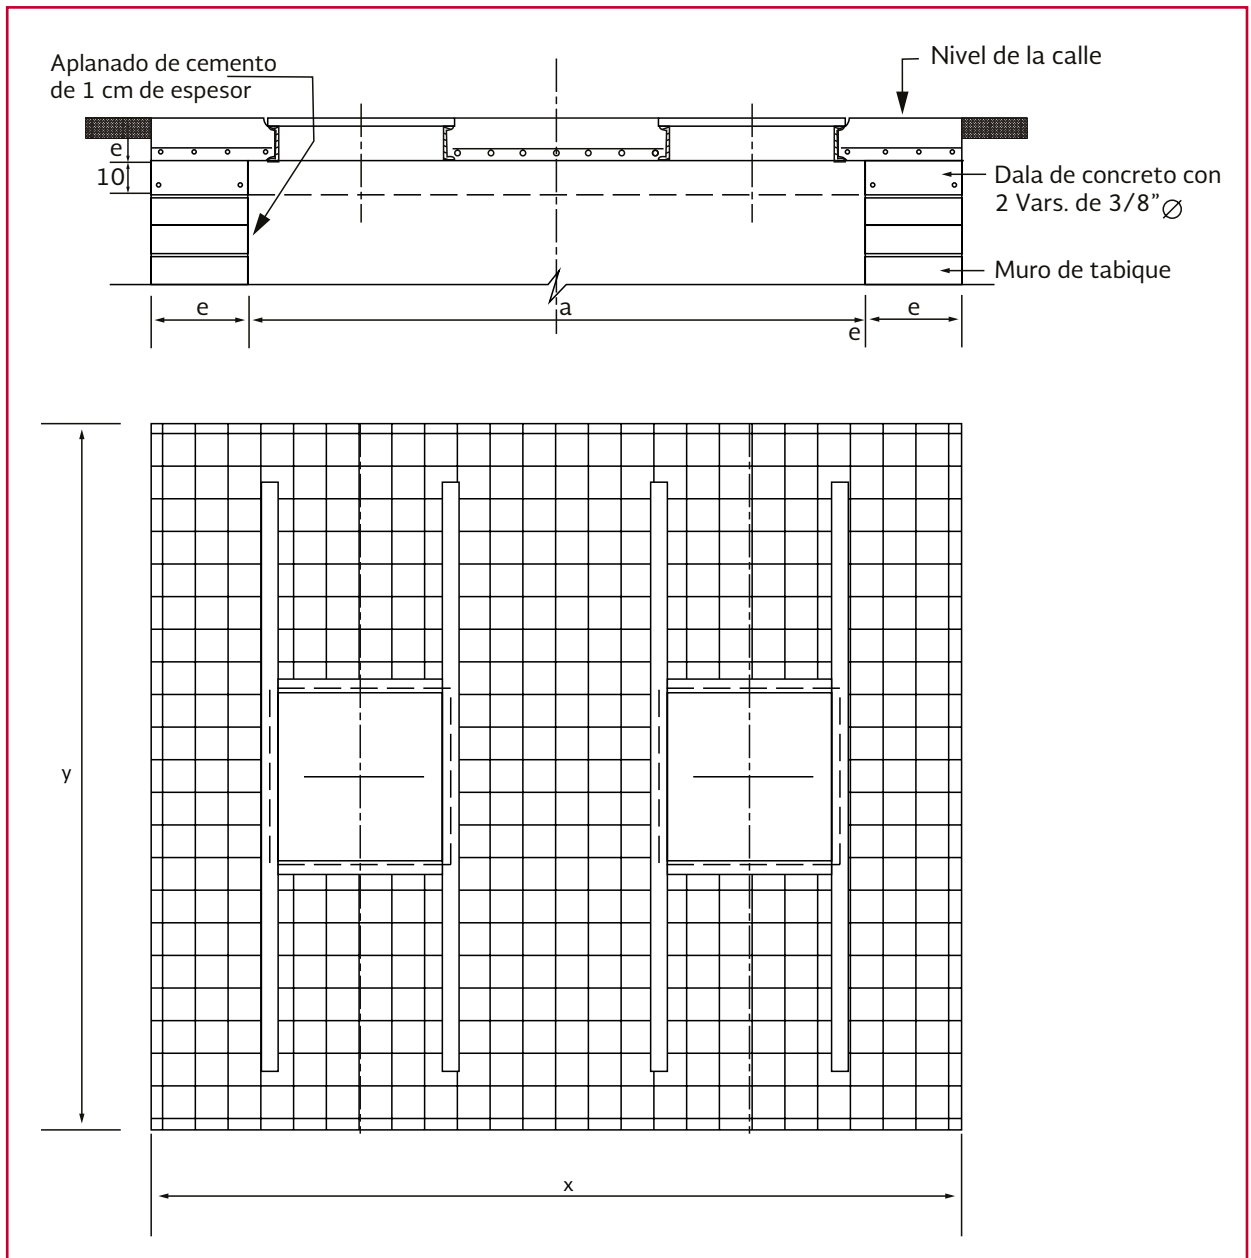 Aplanado de cemento
de 1 cm de espesor
Nivel de la calle
e
10
Dala de concreto con
2 Vars. de 3/8” ∅
Muro de tabique
e
a
e
e
y
x